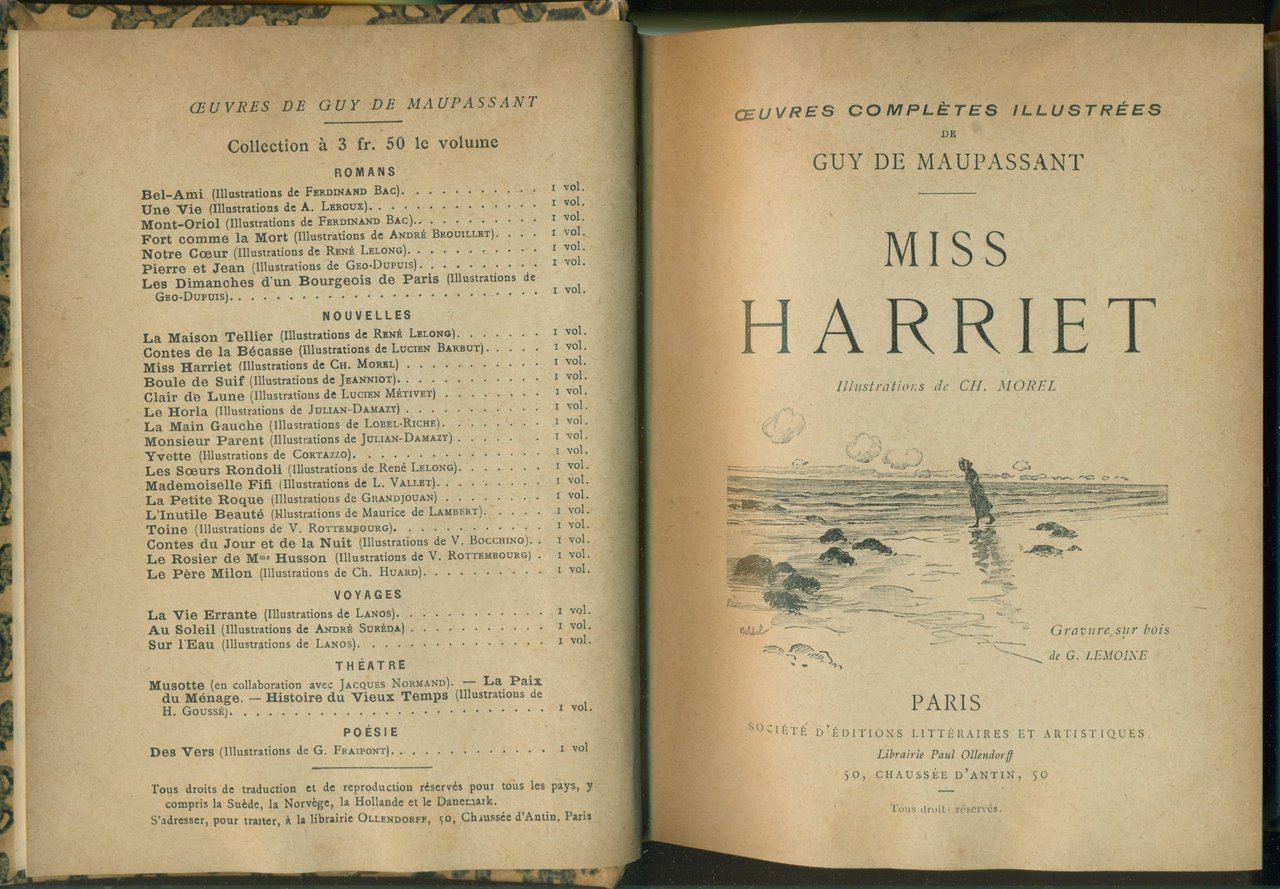 ŒUVRES DE GUY DE MAUPASSANT
Collection à 3 fr. 50 le volume
ROMANS
Bel-Ami (Illustrations de FERDINAND BAC). . . . . . . . . . . 1 vol.
Une Vie (Illustrations de A. LEROUX). . . . . . . . . . . . . . 1 vol.
Mont-Oriol (Illustrations de FERDINAND BAC). . . . . . . . . . 1 vol.
Fort comme la Mort (Illustrations de ANDRÉ BROUILLET). . . . 1 vol.
Notre Cœur (Illustrations de RENÉ LELONG). . . . . . . . . . . 1 vol.
Pierre et Jean (Illustrations de GEO-DUPUIS). . . . . . . . . . 1 vol.
Les Dimanches d'un Bourgeois de Paris (Illustrations de
GEO-DUPUIS). . . . . . . . . . . . . . . . . . . . . . . . . 1 vol.
NOUVELLES
La Maison Tellier (Illustrations de RENÉ LELONG). . . . . . . 1 vol.
Contes de la Bécasse (Illustrations de LUCIEN BARBUT). . . . . 1 vol.
Miss Harriet (Illustrations de CH. MOREL) . . . . . . . . . . . 1 vol.
Boule de Suif (Illustrations de JEANNIOT). . . . . . . . . . . . 1 vol.
Clair de Lune (Illustrations de LUCIEN MÉTIVET) . . . . . . . . 1 vol.
Le Horla (Illustrations de JULIAN-DAMAZY) . . . . . . . . . . . 1 vol.
La Main Gauche (Illustrations de LOBEL-RICHE). . . . . . . . 1 vol.
Monsieur Parent (Illustrations de JULIAN-DAMAZY) . . . . . . . 1 vol.
Yvette (Illustrations de CORTAZZO). . . . . . . . . . . . . . . 1 vol.
Les Sœurs Rondoli (Illustrations de René LELONG). . . . . . . 1 vol.
Mademoiselle Fifi (Illustrations de L. VALLET). . . . . . . . . 1 vol.
La Petite Roque (Illustrations de GRANDJOUAN) . . . . . . . . 1 vol.
L'Inutile Beauté (Illustrations de Maurice de LAMBERT). . . . . 1 vol.
Toine (Illustrations de V. ROTTEMBOURG). . . . . . . . . . . . 1 vol.
Contes du Jour et de la Nuit (Illustrations de V. BOCCHINO). . 1 vol.
Le Rosier de Mme Husson (Illustrations de V. ROTTEMBOURG) . 1 vol.
Le Père Milon (Illustrations de Ch. HUARD). . . . . . . . . . 1 vol.
VOYAGES
La Vie Errante (Illustrations de LANOS). . . . . . . . . . . . 1 vol.
Au Soleil (Illustrations de ANDRÉ SURÉDA) . . . . . . . . . . . 1 vol.
Sur l'Eau (Illustrations de LANOS). . . . . . . . . . . . . . . 1 vol.
THÉATRE
Musotte (en collaboration avec JACQUES NORMAND). — La Paix
du Ménage. — Histoire du Vieux Temps (Illustrations de
H. GOUSSÉ). . . . . . . . . . . . . . . . . . . . . . . . . 1 vol.
POÉSIE
Des Vers (Illustrations de G. FRAIPONT). . . . . . . . . . . . 1 vol
Tous droits de traduction et de reproduction réservés pour tous les pays, y
compris la Suède, la Norvège, la Hollande et le Danemark.
S'adresser, pour traiter, à la librairie OLLENDORFF, 50, Chaussée d'Antin, Paris
ŒUVRES COMPLÈTES ILLUSTRÉES
DE
GUY DE MAUPASSANT
MISS
HARRIET
Illustrations de CH. MOREL
Gravure sur bois
de G. LEMOINE
PARIS
SOCIÉTÉ D'ÉDITIONS LITTÉRAIRES ET ARTISTIQUES
Librairie Paul Ollendorff
50, CHAUSSÉE D'ANTIN, 50
Tous droits réservés.